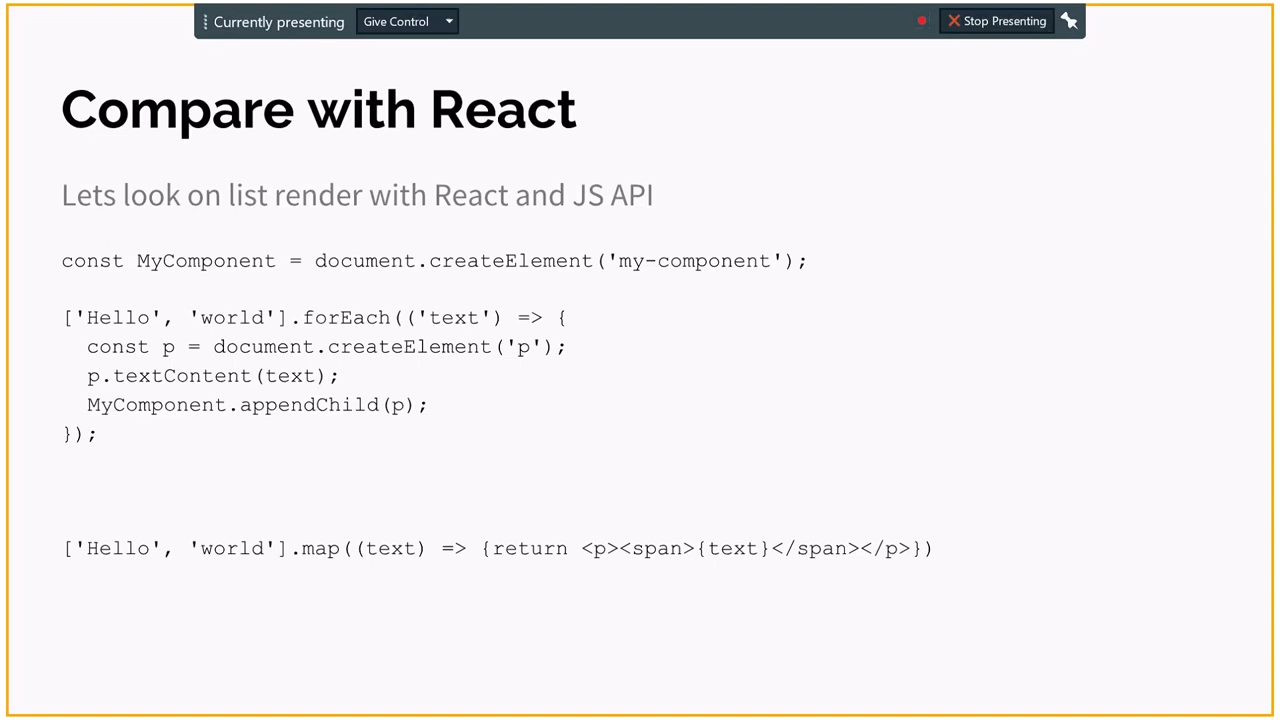 Currently presenting Give Control Stop Presenting
Compare with React
Lets look on list render with React and JS API
const MyComponent = document.createElement('my-component');
['Hello', 'world'].forEach(('text') => {
  const p = document.createElement('p');
  p.textContent(text);
  MyComponent.appendChild(p);
});
['Hello', 'world'].map((text) => {return <p><span>{text}</span></p>})